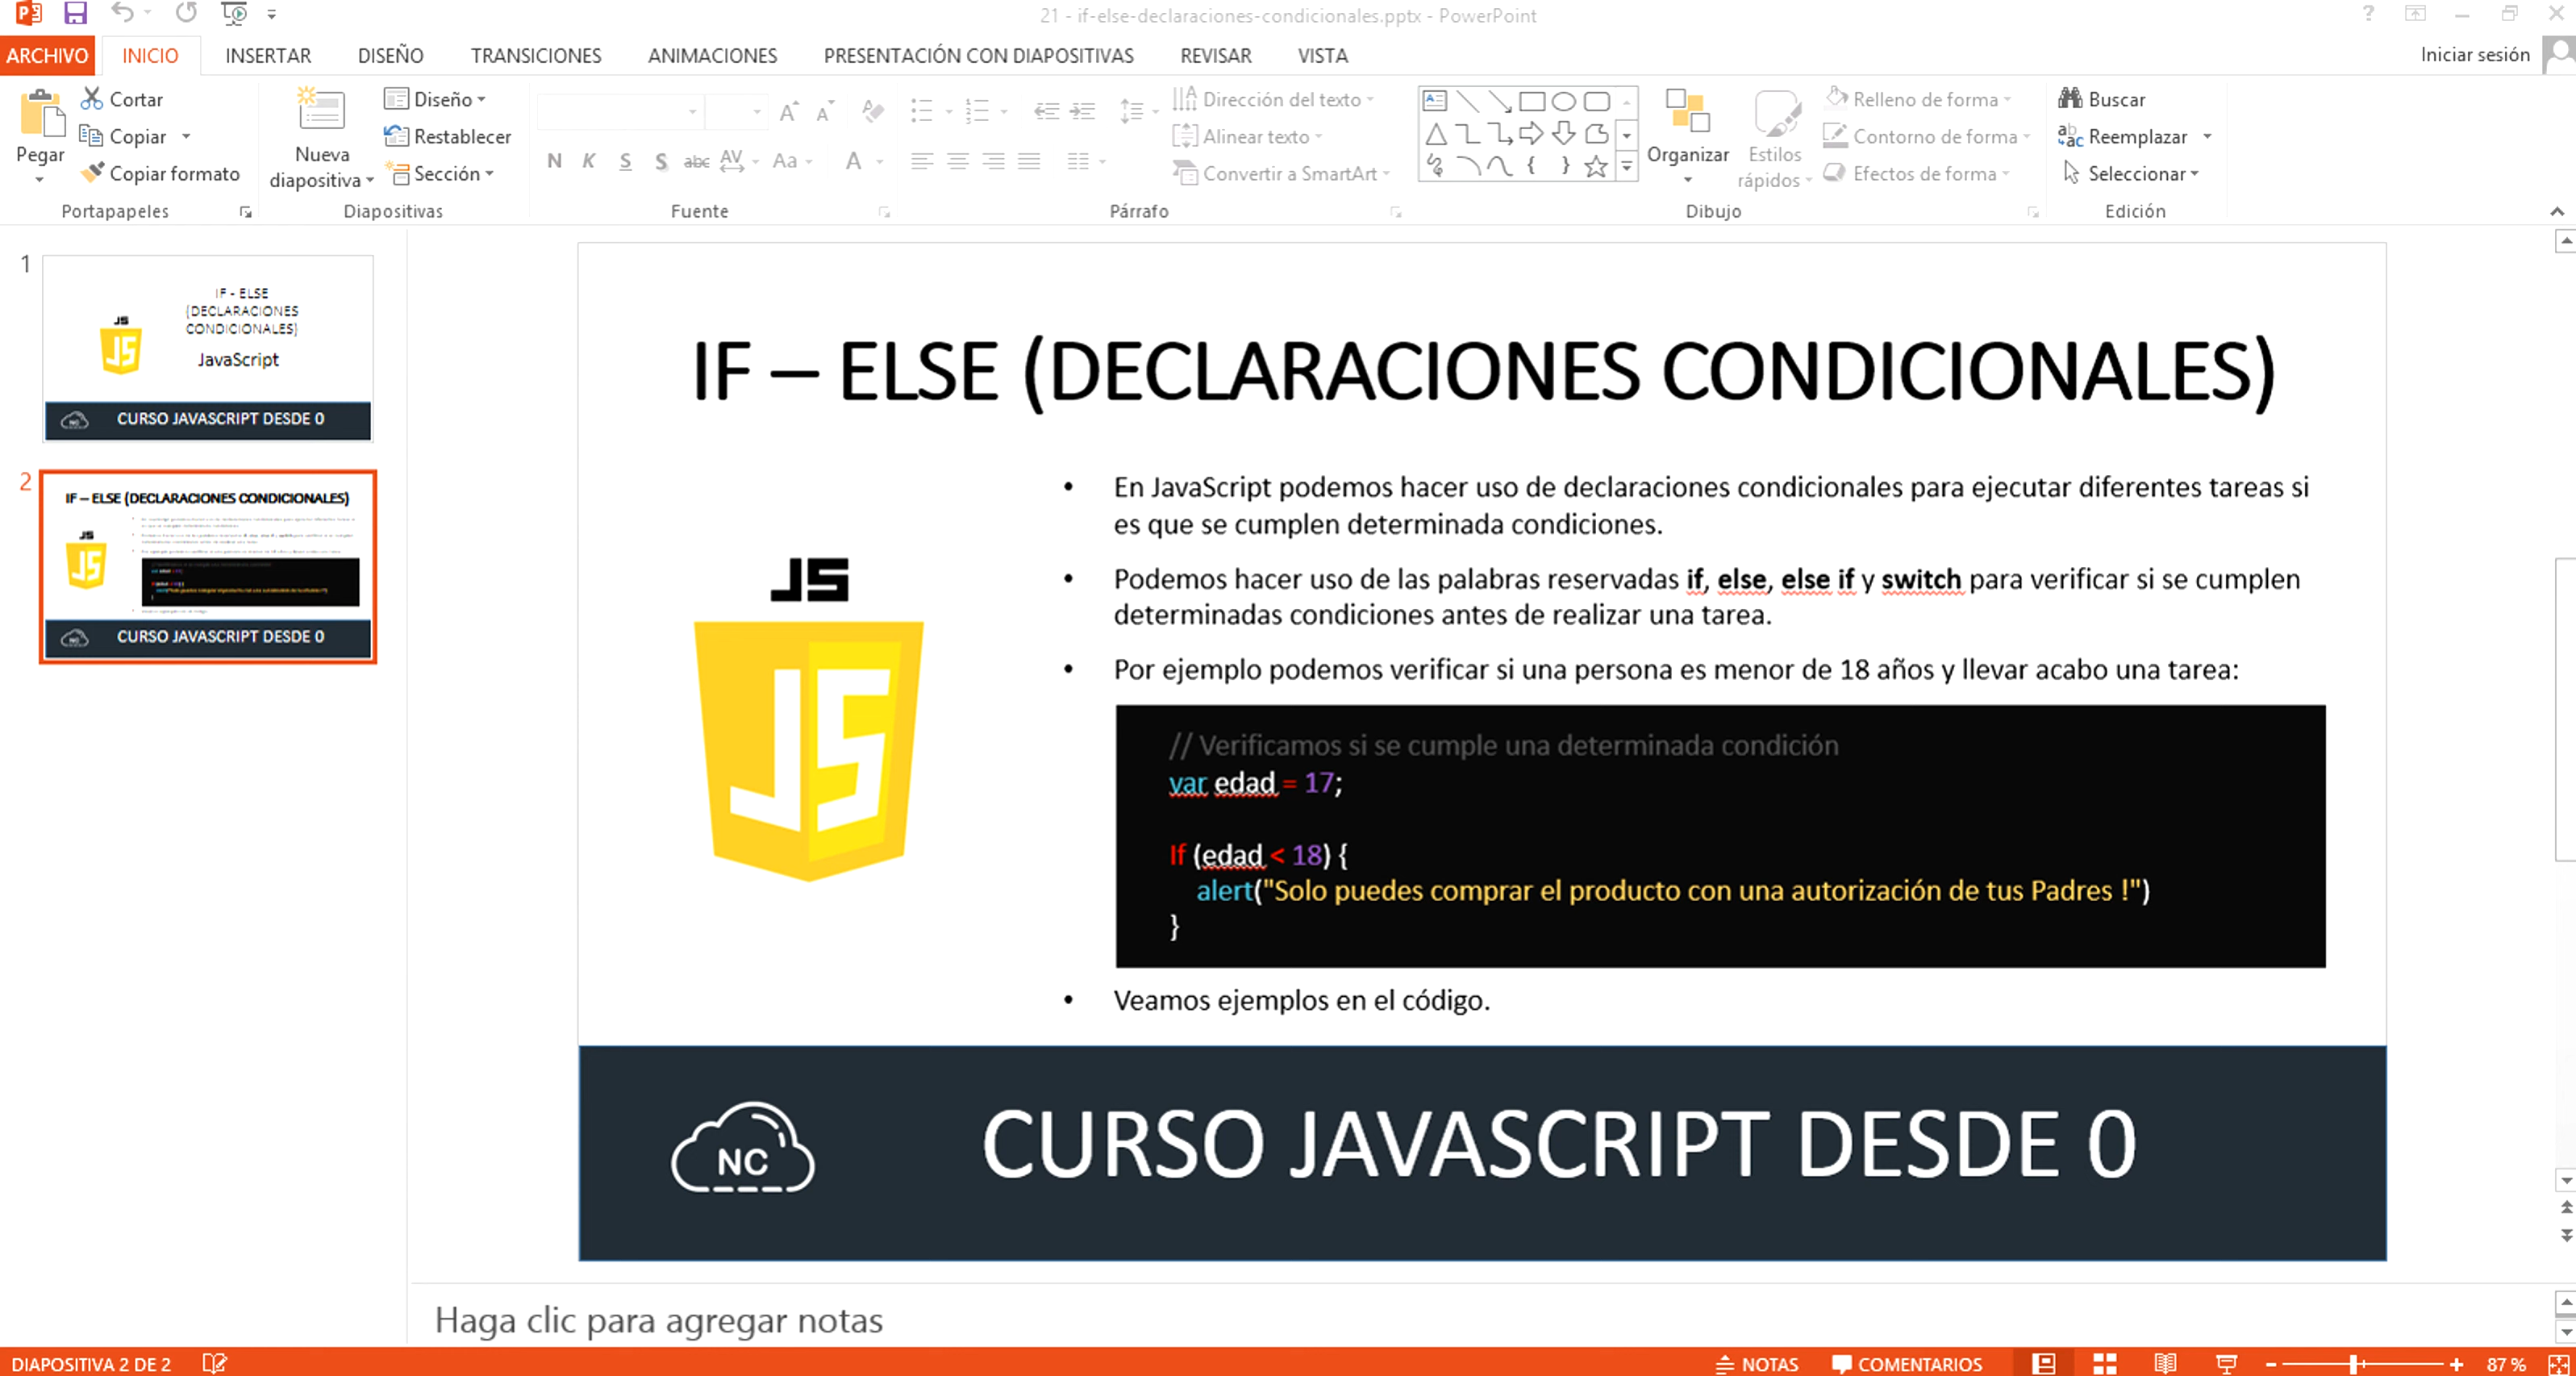 21 - if-else-declaraciones-condicionales.pptx - PowerPoint
ARCHIVO INICIO INSERTAR DISEÑO TRANSICIONES ANIMACIONES PRESENTACIÓN CON DIAPOSITIVAS REVISAR VISTA Iniciar sesión
Pegar
Cortar
Copiar
Copiar formato
Portapapeles
Nueva
diapositiva
Diseño
Restablecer
Sección
Diapositivas
N K S S abc AV Aa A
Fuente
Dirección del texto
Alinear texto
Convertir a SmartArt
Párrafo
Organizar
Estilos
rápidos
Relleno de forma
Contorno de forma
Efectos de forma
Dibujo
Buscar
Reemplazar
Seleccionar
Edición
1
IF - ELSE
(DECLARACIONES
CONDICIONALES)
JS
JS
JavaScript
NC
CURSO JAVASCRIPT DESDE 0
2
IF – ELSE (DECLARACIONES CONDICIONALES)
JS
JS
CURSO JAVASCRIPT DESDE 0
IF – ELSE (DECLARACIONES CONDICIONALES)
JS
JS
• En JavaScript podemos hacer uso de declaraciones condicionales para ejecutar diferentes tareas si
es que se cumplen determinada condiciones.
• Podemos hacer uso de las palabras reservadas if, else, else if y switch para verificar si se cumplen
determinadas condiciones antes de realizar una tarea.
• Por ejemplo podemos verificar si una persona es menor de 18 años y llevar acabo una tarea:
// Verificamos si se cumple una determinada condición
var edad = 17;
If (edad < 18) {
alert("Solo puedes comprar el producto con una autorización de tus Padres !")
}
• Veamos ejemplos en el código.
NC
CURSO JAVASCRIPT DESDE 0
Haga clic para agregar notas
DIAPOSITIVA 2 DE 2 NOTAS COMENTARIOS 87 %